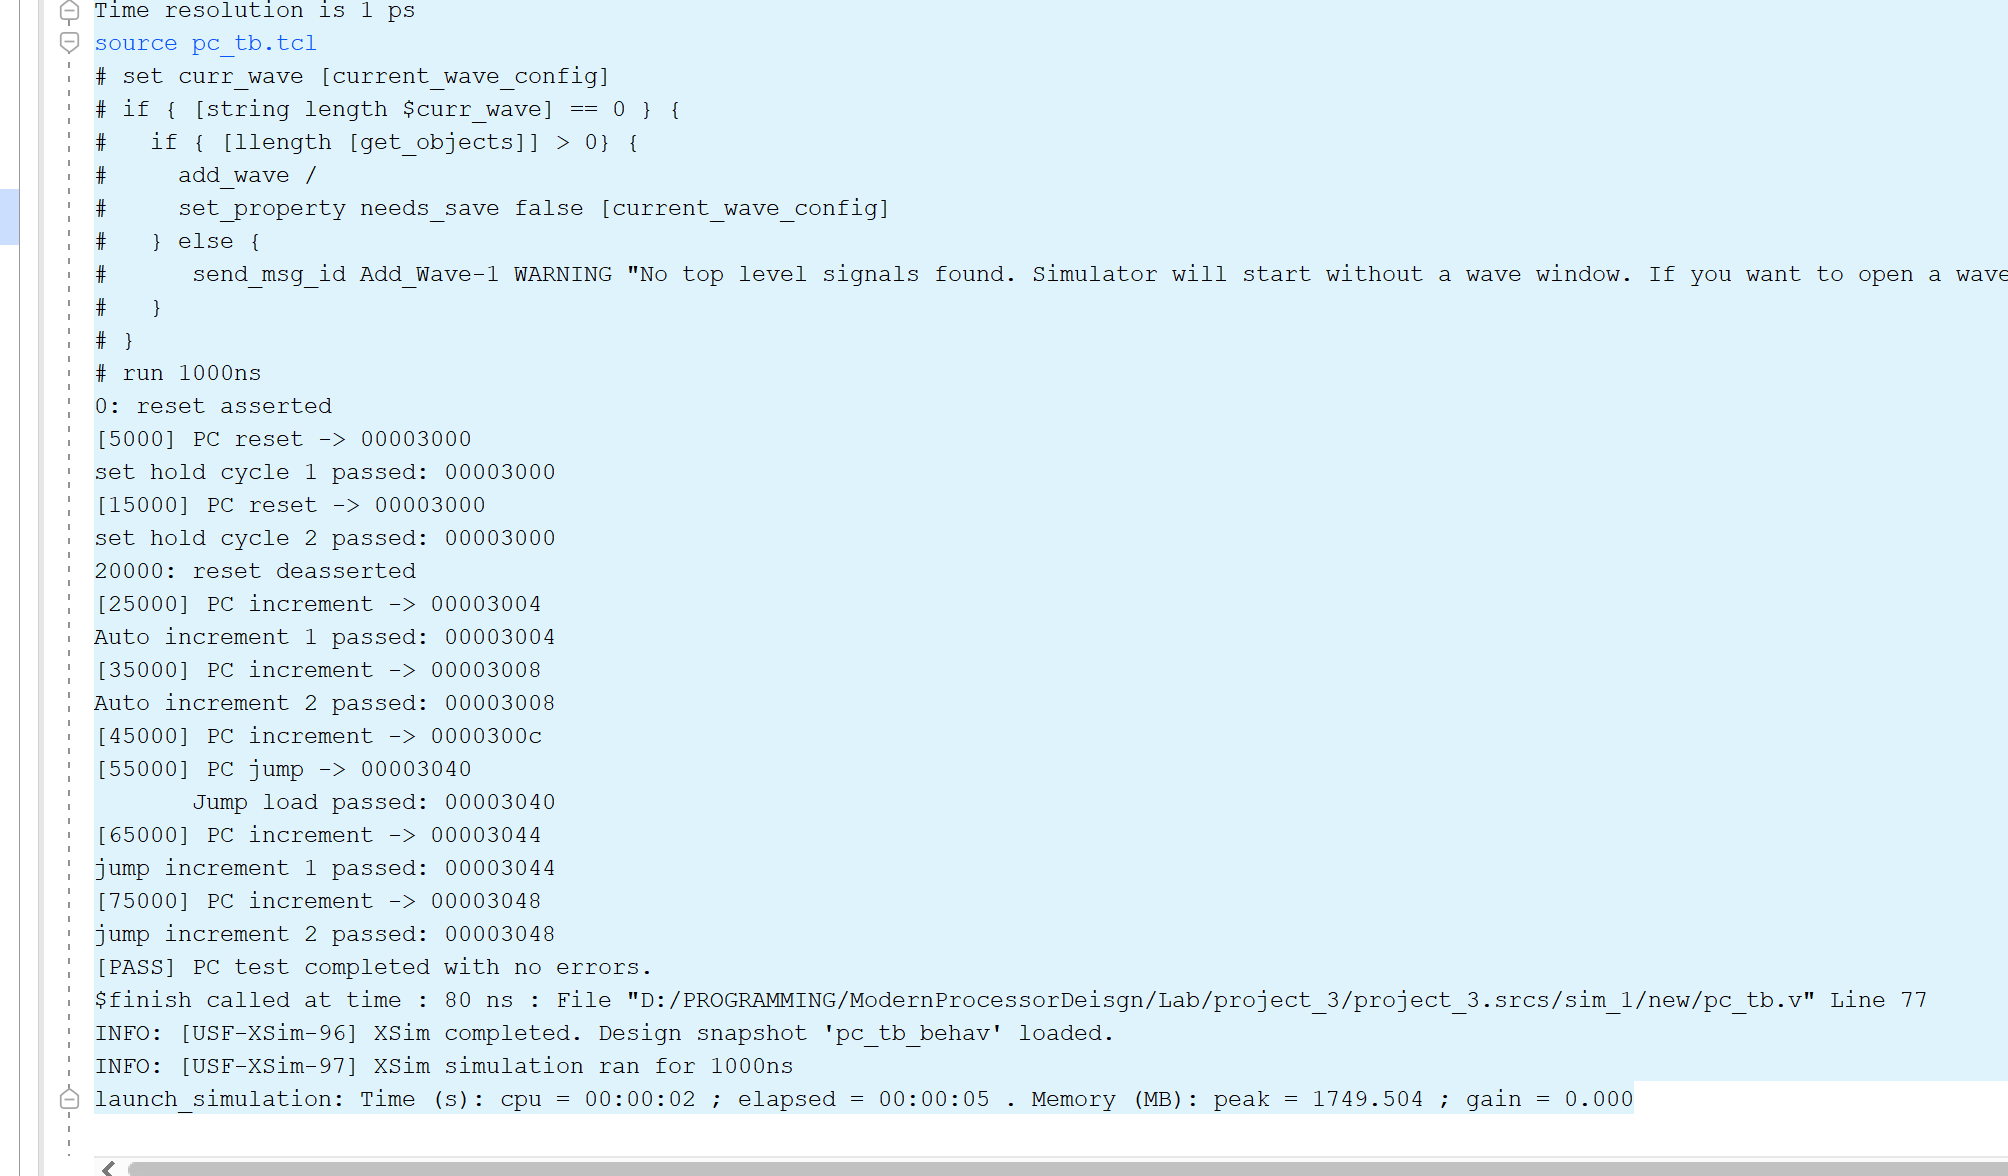 Time resolution is 1 ps
source pc_tb.tcl
# set curr_wave [current_wave_config]
# if { [string length $curr_wave] == 0 } {
#   if { [llength [get_objects]] > 0} {
#     add_wave /
#     set_property needs_save false [current_wave_config]
#   } else {
#      send_msg_id Add_Wave-1 WARNING "No top level signals found. Simulator will start without a wave window. If you want to open a wave
#   }
# }
# run 1000ns
0: reset asserted
[5000] PC reset -> 00003000
set hold cycle 1 passed: 00003000
[15000] PC reset -> 00003000
set hold cycle 2 passed: 00003000
20000: reset deasserted
[25000] PC increment -> 00003004
Auto increment 1 passed: 00003004
[35000] PC increment -> 00003008
Auto increment 2 passed: 00003008
[45000] PC increment -> 0000300c
[55000] PC jump -> 00003040
       Jump load passed: 00003040
[65000] PC increment -> 00003044
jump increment 1 passed: 00003044
[75000] PC increment -> 00003048
jump increment 2 passed: 00003048
[PASS] PC test completed with no errors.
$finish called at time : 80 ns : File "D:/PROGRAMMING/ModernProcessorDeisgn/Lab/project_3/project_3.srcs/sim_1/new/pc_tb.v" Line 77
INFO: [USF-XSim-96] XSim completed. Design snapshot 'pc_tb_behav' loaded.
INFO: [USF-XSim-97] XSim simulation ran for 1000ns
launch_simulation: Time (s): cpu = 00:00:02 ; elapsed = 00:00:05 . Memory (MB): peak = 1749.504 ; gain = 0.000